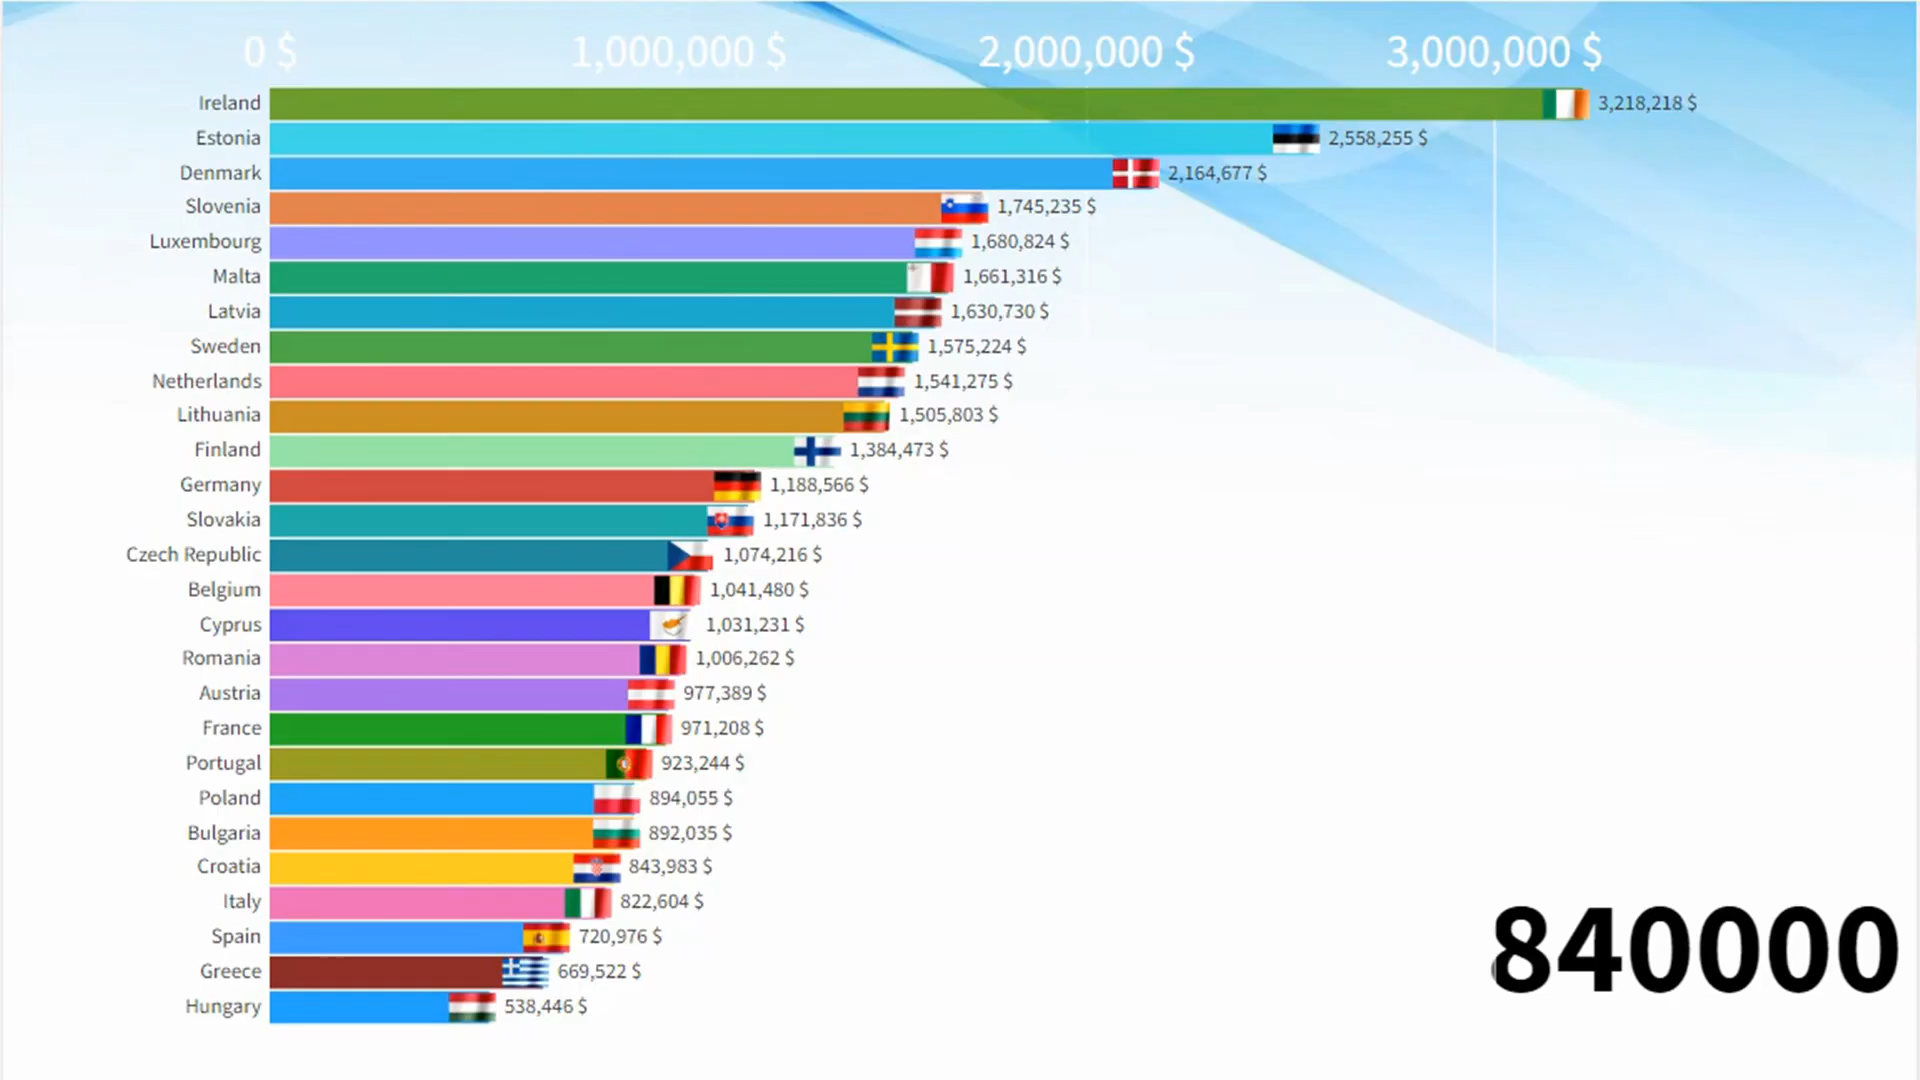 0 $ 1,000,000 $ 2,000,000 $ 3,000,000 $
Ireland 3,218,218 $
Estonia 2,558,255 $
Denmark 2,164,677 $
Slovenia 1,745,235 $
Luxembourg 1,680,824 $
Malta 1,661,316 $
Latvia 1,630,730 $
Sweden 1,575,224 $
Netherlands 1,541,275 $
Lithuania 1,505,803 $
Finland 1,384,473 $
Germany 1,188,566 $
Slovakia 1,171,836 $
Czech Republic 1,074,216 $
Belgium 1,041,480 $
Cyprus 1,031,231 $
Romania 1,006,262 $
Austria 977,389 $
France 971,208 $
Portugal 923,244 $
Poland 894,055 $
Bulgaria 892,035 $
Croatia 843,983 $
Italy 822,604 $
Spain 720,976 $
Greece 669,522 $
Hungary 538,446 $
840000